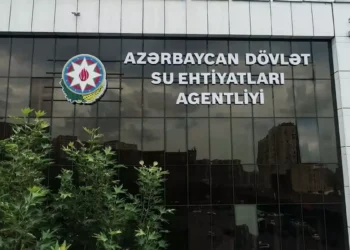 AZƏRBAYCAN DÖVLƏT
SU EHTİYATLARI
AGENTLİYİ